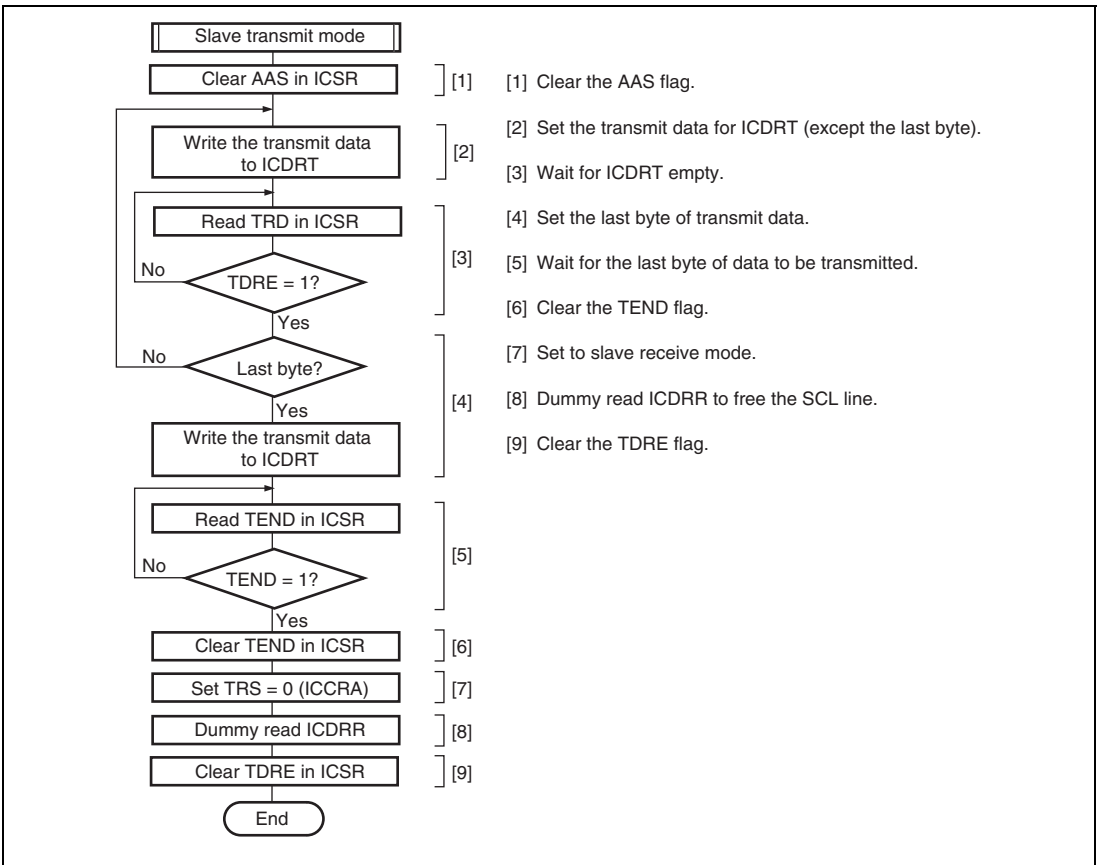 Slave transmit mode
Clear AAS in ICSR
[1]
Write the transmit data
to ICDRT
[2]
Read TRD in ICSR
No
TDRE = 1?
[3]
Yes
No
Last byte?
Yes
[4]
Write the transmit data
to ICDRT
Read TEND in ICSR
No
TEND = 1?
[5]
Yes
Clear TEND in ICSR
[6]
Set TRS = 0 (ICCRA)
[7]
Dummy read ICDRR
[8]
Clear TDRE in ICSR
[9]
End
[1] Clear the AAS flag.
[2] Set the transmit data for ICDRT (except the last byte).
[3] Wait for ICDRT empty.
[4] Set the last byte of transmit data.
[5] Wait for the last byte of data to be transmitted.
[6] Clear the TEND flag.
[7] Set to slave receive mode.
[8] Dummy read ICDRR to free the SCL line.
[9] Clear the TDRE flag.